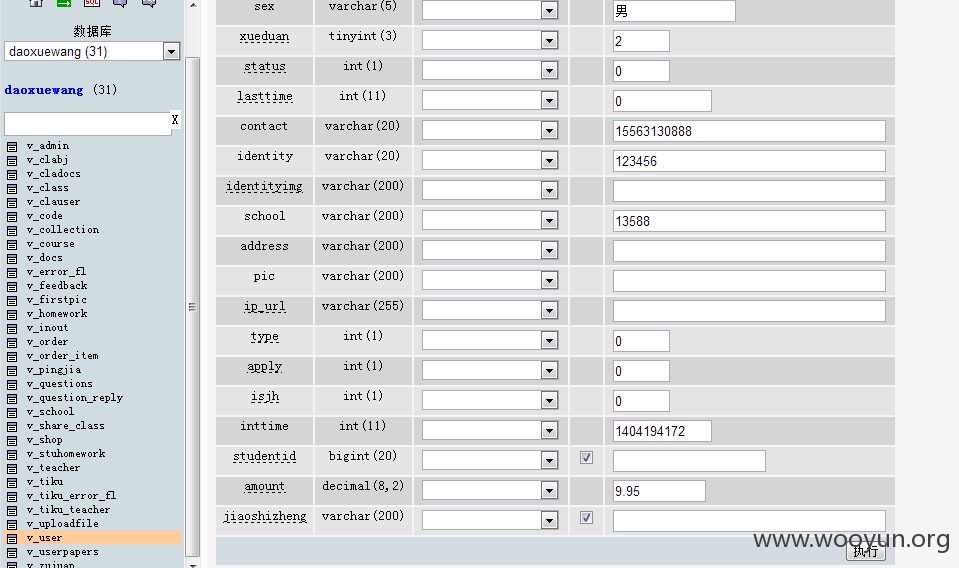 数据库
daoxuewang (31)
daoxuewang (31)
X
v_admin
v_clabj
v_cladocs
v_class
v_clauser
v_code
v_collection
v_course
v_docs
v_error_fl
v_feedback
v_firstpic
v_homework
v_inout
v_order
v_order_item
v_pingjia
v_questions
v_question_reply
v_school
v_share_class
v_shop
v_stuhomework
v_teacher
v_tiku
v_tiku_error_fl
v_tiku_teacher
v_uploadfile
v_user
v_userpapers
v_zujuan
sex varchar(5) 男
xueduan tinyint(3) 2
status int(1) 0
lasttime int(11) 0
contact varchar(20) 15563130888
identity varchar(20) 123456
identityimg varchar(200)
school varchar(200) 13588
address varchar(200)
pic varchar(200)
ip_url varchar(255)
type int(1) 0
apply int(1) 0
isjh int(1) 0
inttime int(11) 1404194172
studentid bigint(20)
amount decimal(8,2) 9.95
jiaoshizheng varchar(200)
执行
www.wooyun.org